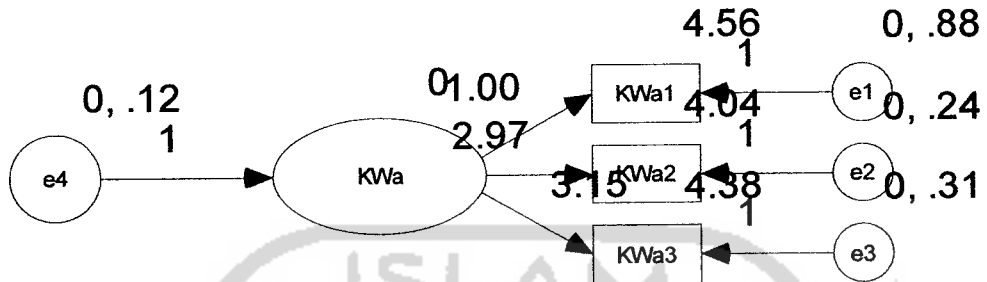 4.56 0, .88
1
0 1.00 KWa1 e1
0, .12 4.04 0, .24
1 2.97 1
e4 KWa KWa2 e2
3.15 4.38 0, .31
1
KWa3 e3
ISLAM